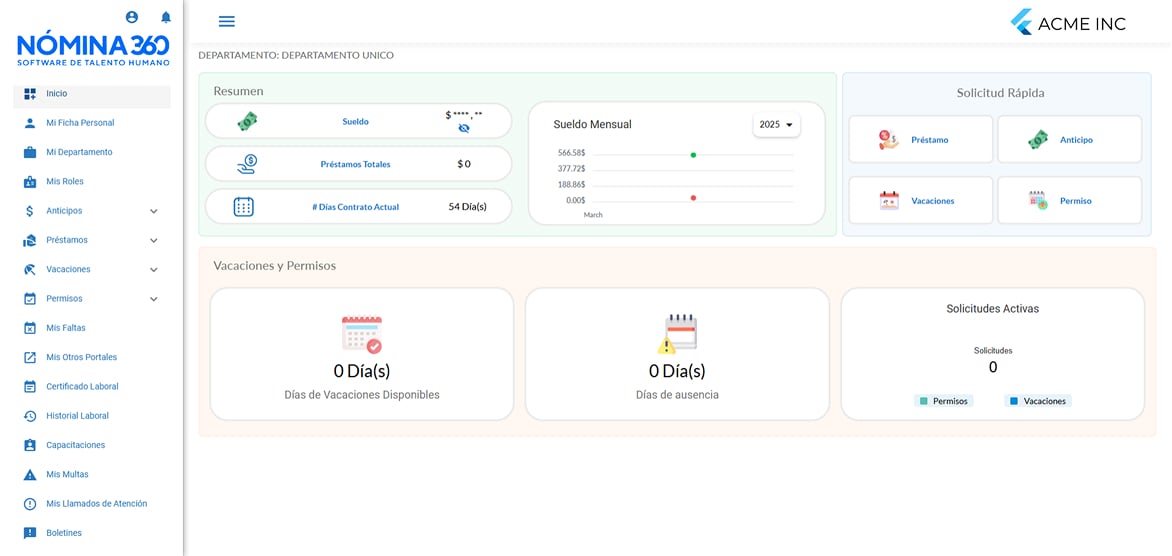 NÓMINA 360
SOFTWARE DE TALENTO HUMANO
Inicio
Mi Ficha Personal
Mi Departamento
Mis Roles
Anticipos
Préstamos
Vacaciones
Permisos
Mis Faltas
Mis Otros Portales
Certificado Laboral
Historial Laboral
Capacitaciones
Mis Multas
Mis Llamados de Atención
Boletines
ACME INC
DEPARTAMENTO: DEPARTAMENTO UNICO
Resumen
Sueldo
$ ****,**
Préstamos Totales
$ 0
# Días Contrato Actual
54 Día(s)
Sueldo Mensual
2025
566.58$
377.72$
188.86$
0.00$
March
Solicitud Rápida
Préstamo
Anticipo
Vacaciones
Permiso
Vacaciones y Permisos
0 Día(s)
Días de Vacaciones Disponibles
0 Día(s)
Días de ausencia
Solicitudes Activas
Solicitudes
0
Permisos
Vacaciones